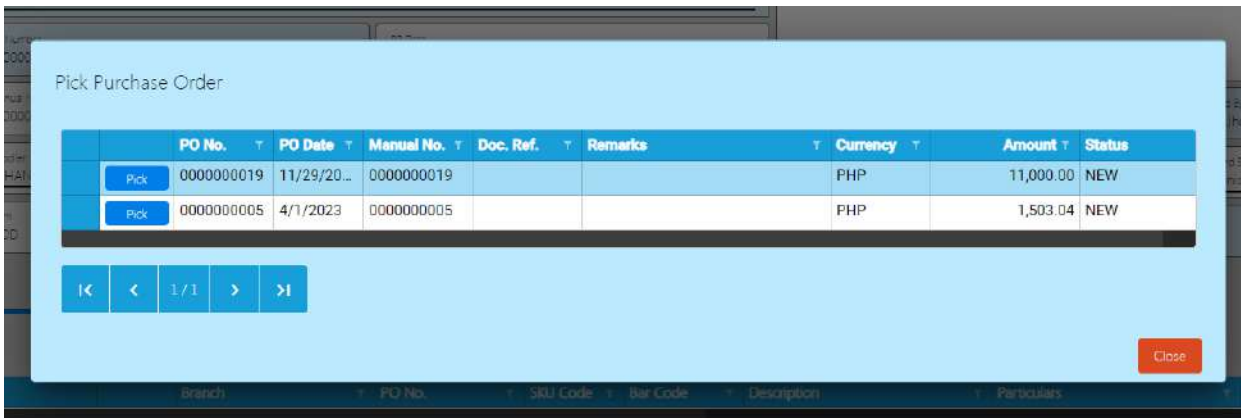 Pick Purchase Order
PO No. PO Date Manual No. Doc. Ref. Remarks Currency Amount Status
Pick 0000000019 11/29/20... 0000000019 PHP 11,000.00 NEW
Pick 0000000005 4/1/2023 0000000005 PHP 1,503.04 NEW
1/1
Close
Branch PO No. SKU Code Bar Code Description Particulars